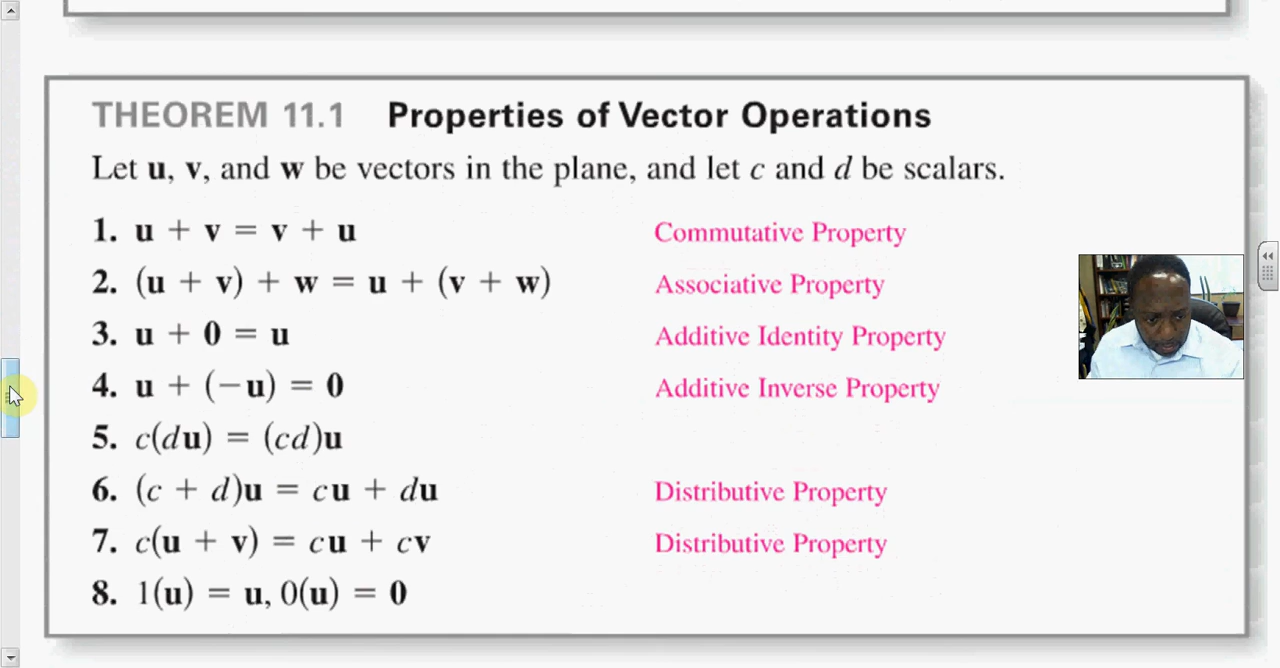 THEOREM 11.1 Properties of Vector Operations
Let u, v, and w be vectors in the plane, and let c and d be scalars.
1. u + v = v + u Commutative Property
2. (u + v) + w = u + (v + w) Associative Property
3. u + 0 = u Additive Identity Property
4. u + (−u) = 0 Additive Inverse Property
5. c(du) = (cd)u
6. (c + d)u = cu + du Distributive Property
7. c(u + v) = cu + cv Distributive Property
8. 1(u) = u, 0(u) = 0